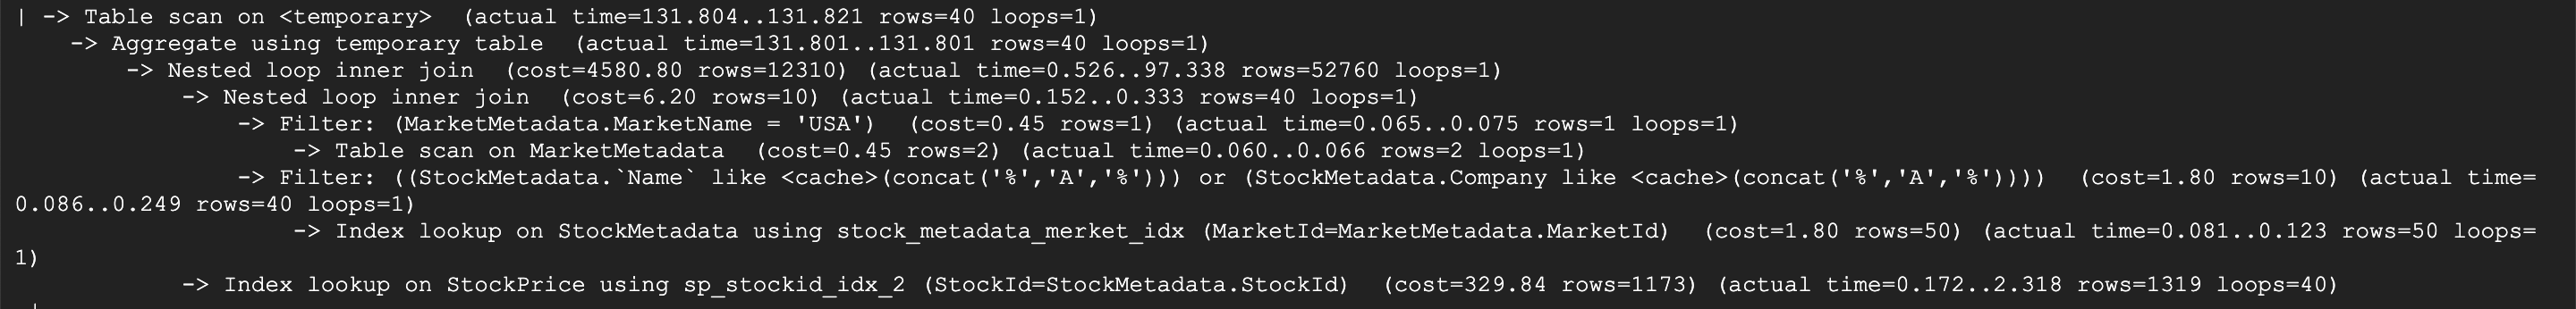 | -> Table scan on <temporary>  (actual time=131.804..131.821 rows=40 loops=1)
    -> Aggregate using temporary table  (actual time=131.801..131.801 rows=40 loops=1)
        -> Nested loop inner join  (cost=4580.80 rows=12310) (actual time=0.526..97.338 rows=52760 loops=1)
            -> Nested loop inner join  (cost=6.20 rows=10) (actual time=0.152..0.333 rows=40 loops=1)
                -> Filter: (MarketMetadata.MarketName = 'USA')  (cost=0.45 rows=1) (actual time=0.065..0.075 rows=1 loops=1)
                    -> Table scan on MarketMetadata  (cost=0.45 rows=2) (actual time=0.060..0.066 rows=2 loops=1)
                -> Filter: ((StockMetadata.`Name` like <cache>(concat('%','A','%'))) or (StockMetadata.Company like <cache>(concat('%','A','%'))))  (cost=1.80 rows=10) (actual time=
0.086..0.249 rows=40 loops=1)
                    -> Index lookup on StockMetadata using stock_metadata_merket_idx (MarketId=MarketMetadata.MarketId)  (cost=1.80 rows=50) (actual time=0.081..0.123 rows=50 loops=
1)
            -> Index lookup on StockPrice using sp_stockid_idx_2 (StockId=StockMetadata.StockId)  (cost=329.84 rows=1173) (actual time=0.172..2.318 rows=1319 loops=40)